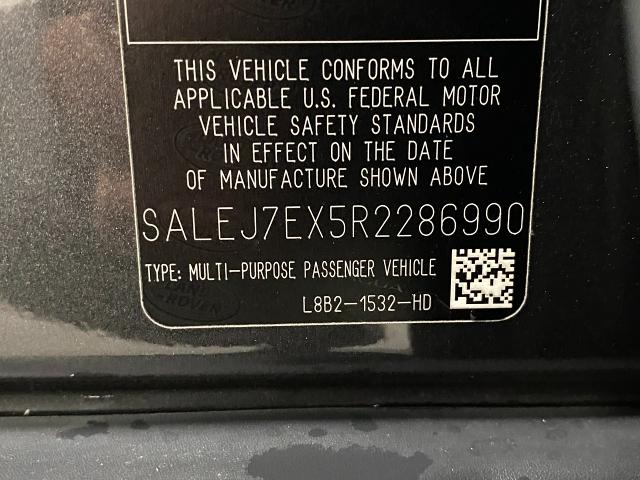 THIS VEHICLE CONFORMS TO ALL
APPLICABLE U.S. FEDERAL MOTOR
VEHICLE SAFETY STANDARDS
IN EFFECT ON THE DATE
OF MANUFACTURE SHOWN ABOVE
SALEJ7EX5R2286990
TYPE: MULTI-PURPOSE PASSENGER VEHICLE
L8B2-1532-HD